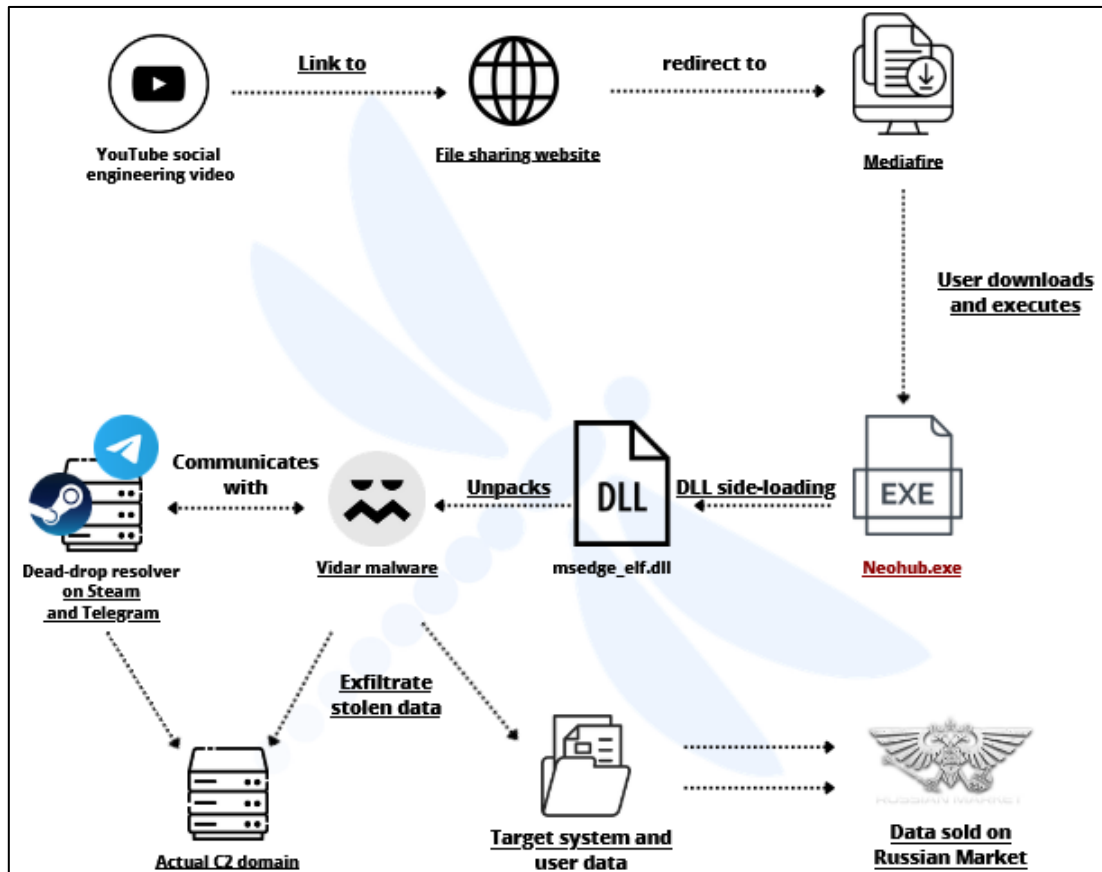 Link to
redirect to
YouTube social
engineering video
File sharing website
Mediafire
User downloads
and executes
Communicates
with
Unpacks
DLL
DLL side-loading
EXE
Dead-drop resolver
on Steam
and Telegram
Vidar malware
msedge_elf.dll
Neohub.exe
Exfiltrate
stolen data
Actual C2 domain
Target system and
user data
RUSSIAN MARKET
Data sold on
Russian Market